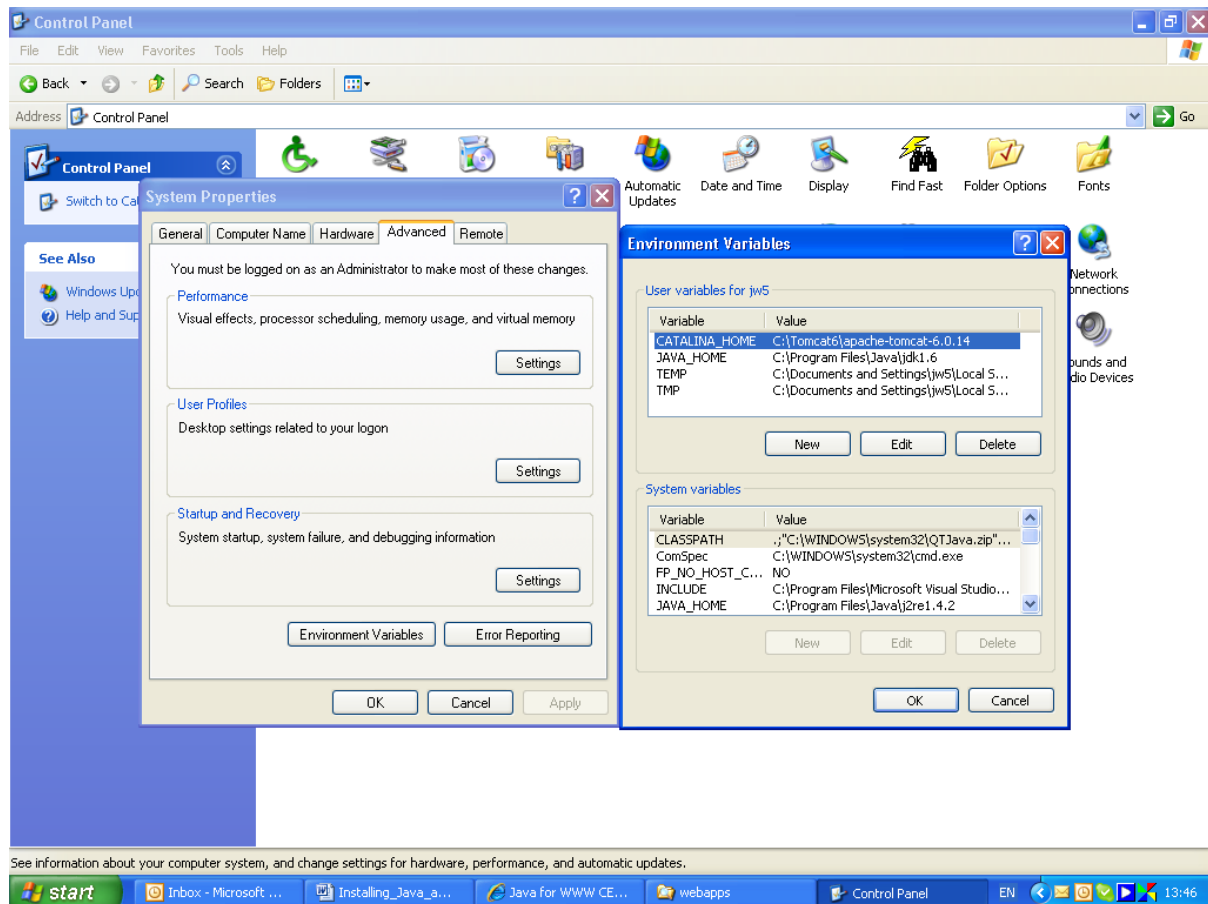 Control Panel
File Edit View Favorites Tools Help
Back Search Folders
Address Control Panel Go
Control Panel
Switch to Cat
See Also
Windows Upd
Help and Sup
Automatic Updates
Date and Time
Display
Find Fast
Folder Options
Fonts
Network
onnections
ounds and
dio Devices
System Properties
General Computer Name Hardware Advanced Remote
You must be logged on as an Administrator to make most of these changes.
Performance
Visual effects, processor scheduling, memory usage, and virtual memory
Settings
User Profiles
Desktop settings related to your logon
Settings
Startup and Recovery
System startup, system failure, and debugging information
Settings
Environment Variables Error Reporting
OK Cancel Apply
Environment Variables
User variables for jw5
Variable Value
CATALINA_HOME C:\Tomcat6\apache-tomcat-6.0.14
JAVA_HOME C:\Program Files\Java\jdk1.6
TEMP C:\Documents and Settings\jw5\Local S...
TMP C:\Documents and Settings\jw5\Local S...
New Edit Delete
System variables
Variable Value
CLASSPATH .;"C:\WINDOWS\system32\QTJava.zip"...
ComSpec C:\WINDOWS\system32\cmd.exe
FP_NO_HOST_C... NO
INCLUDE C:\Program Files\Microsoft Visual Studio...
JAVA_HOME C:\Program Files\Java\j2re1.4.2
New Edit Delete
OK Cancel
See information about your computer system, and change settings for hardware, performance, and automatic updates.
start Inbox - Microsoft ... Installing_Java_a... Java for WWW CE... webapps Control Panel EN 13:46